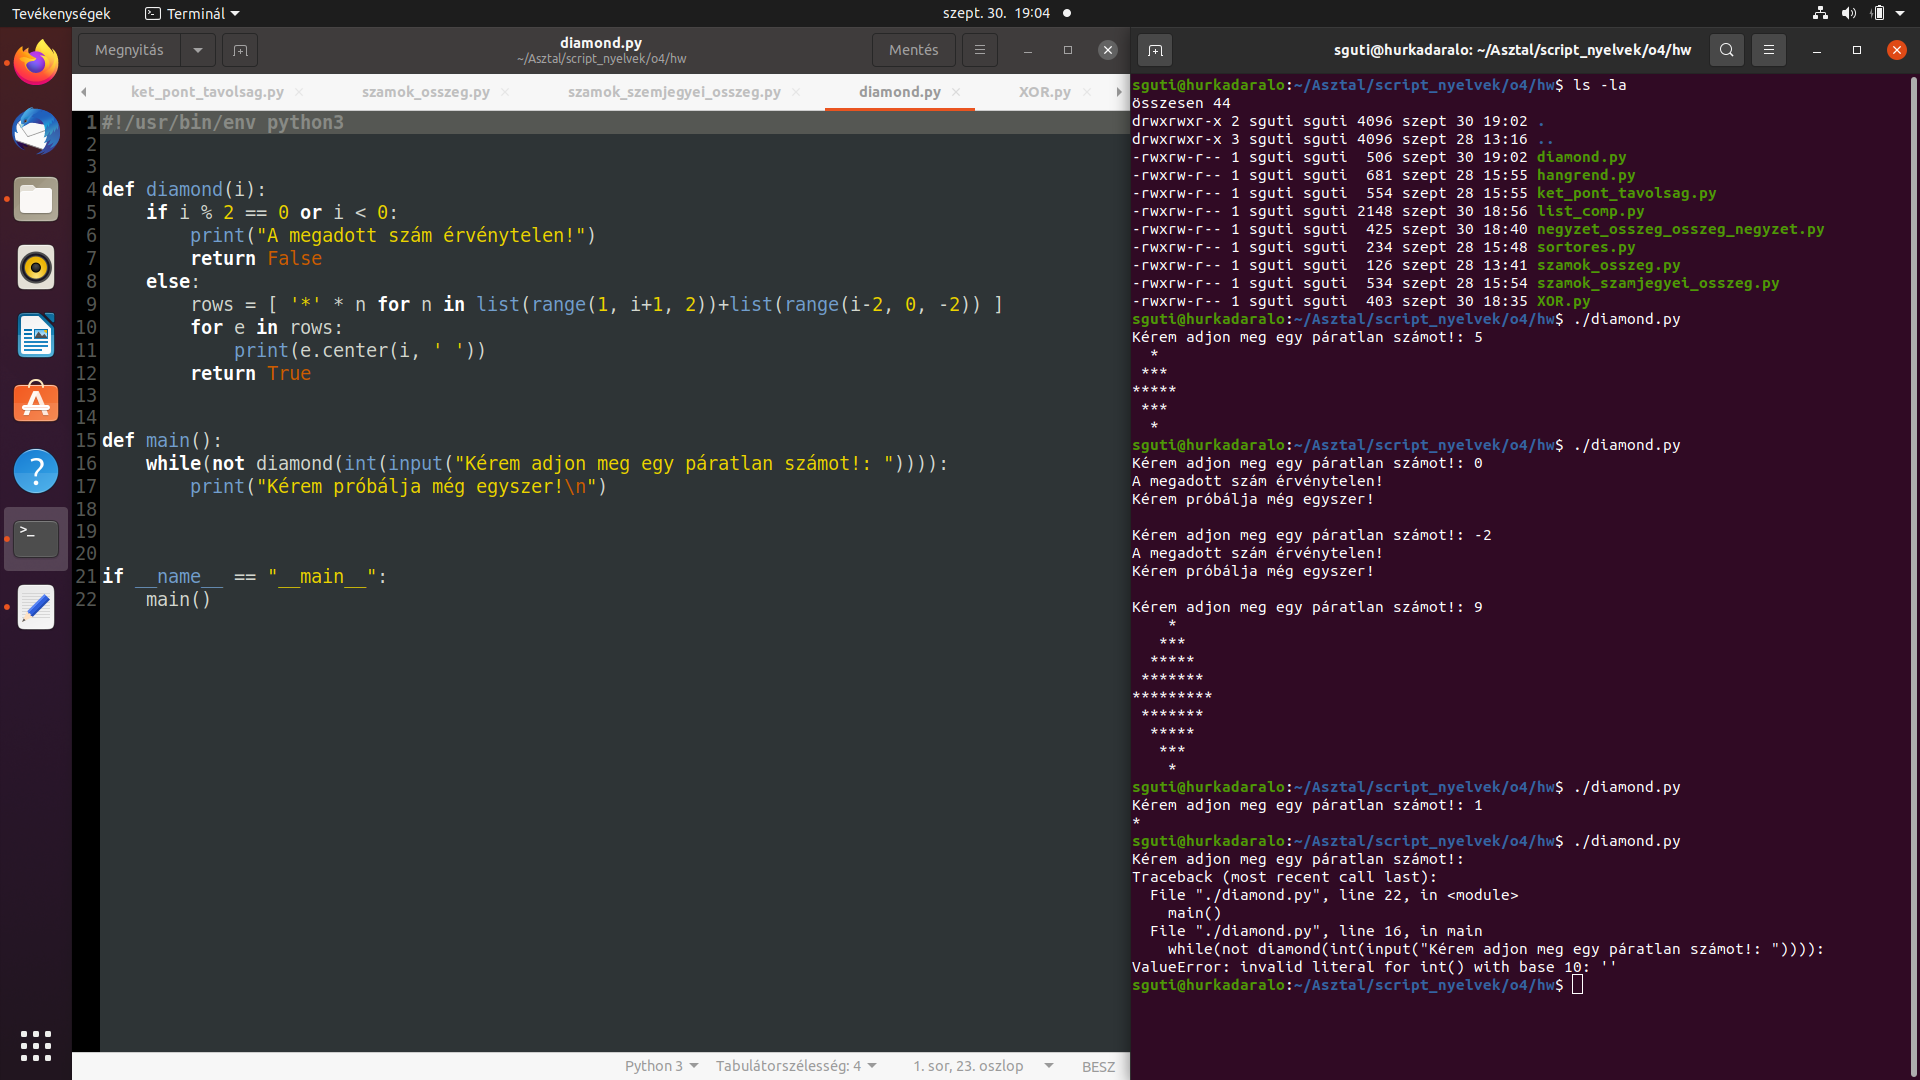 Tevékenységek
Terminál
szept. 30. 19:04
Megnyitás
diamond.py
~/Asztal/script_nyelvek/o4/hw
Mentés
ket_pont_tavolsag.py
szamok_osszeg.py
szamok_szemjegyei_osszeg.py
diamond.py
XOR.py
1 #!/usr/bin/env python3
2
3
4 def diamond(i):
5     if i % 2 == 0 or i < 0:
6         print("A megadott szám érvénytelen!")
7         return False
8     else:
9         rows = [ '*' * n for n in list(range(1, i+1, 2))+list(range(i-2, 0, -2)) ]
10         for e in rows:
11             print(e.center(i, ' '))
12         return True
13
14
15 def main():
16     while(not diamond(int(input("Kérem adjon meg egy páratlan számot!: ")))):
17         print("Kérem próbálja még egyszer!\n")
18
19
20
21 if __name__ == "__main__":
22     main()
Python 3
Tabulátorszélesség: 4
1. sor, 23. oszlop
BESZ
sguti@hurkadaralo: ~/Asztal/script_nyelvek/o4/hw
sguti@hurkadaralo:~/Asztal/script_nyelvek/o4/hw$ ls -la
összesen 44
drwxrwxr-x 2 sguti sguti 4096 szept 30 19:02 .
drwxrwxr-x 3 sguti sguti 4096 szept 28 13:16 ..
-rwxrw-r-- 1 sguti sguti  506 szept 30 19:02 diamond.py
-rwxrw-r-- 1 sguti sguti  681 szept 28 15:55 hangrend.py
-rwxrw-r-- 1 sguti sguti  554 szept 28 15:55 ket_pont_tavolsag.py
-rwxrw-r-- 1 sguti sguti 2148 szept 30 18:56 list_comp.py
-rwxrw-r-- 1 sguti sguti  425 szept 30 18:40 negyzet_osszeg_osszeg_negyzet.py
-rwxrw-r-- 1 sguti sguti  234 szept 28 15:48 sortores.py
-rwxrw-r-- 1 sguti sguti  126 szept 28 13:41 szamok_osszeg.py
-rwxrw-r-- 1 sguti sguti  534 szept 28 15:54 szamok_szamjegyei_osszeg.py
-rwxrw-r-- 1 sguti sguti  403 szept 30 18:35 XOR.py
sguti@hurkadaralo:~/Asztal/script_nyelvek/o4/hw$ ./diamond.py
Kérem adjon meg egy páratlan számot!: 5
  *
 ***
*****
 ***
  *
sguti@hurkadaralo:~/Asztal/script_nyelvek/o4/hw$ ./diamond.py
Kérem adjon meg egy páratlan számot!: 0
A megadott szám érvénytelen!
Kérem próbálja még egyszer!

Kérem adjon meg egy páratlan számot!: -2
A megadott szám érvénytelen!
Kérem próbálja még egyszer!

Kérem adjon meg egy páratlan számot!: 9
    *
   ***
  *****
 *******
*********
 *******
  *****
   ***
    *
sguti@hurkadaralo:~/Asztal/script_nyelvek/o4/hw$ ./diamond.py
Kérem adjon meg egy páratlan számot!: 1
*
sguti@hurkadaralo:~/Asztal/script_nyelvek/o4/hw$ ./diamond.py
Kérem adjon meg egy páratlan számot!:
Traceback (most recent call last):
  File "./diamond.py", line 22, in <module>
    main()
  File "./diamond.py", line 16, in main
    while(not diamond(int(input("Kérem adjon meg egy páratlan számot!: ")))):
ValueError: invalid literal for int() with base 10: ''
sguti@hurkadaralo:~/Asztal/script_nyelvek/o4/hw$